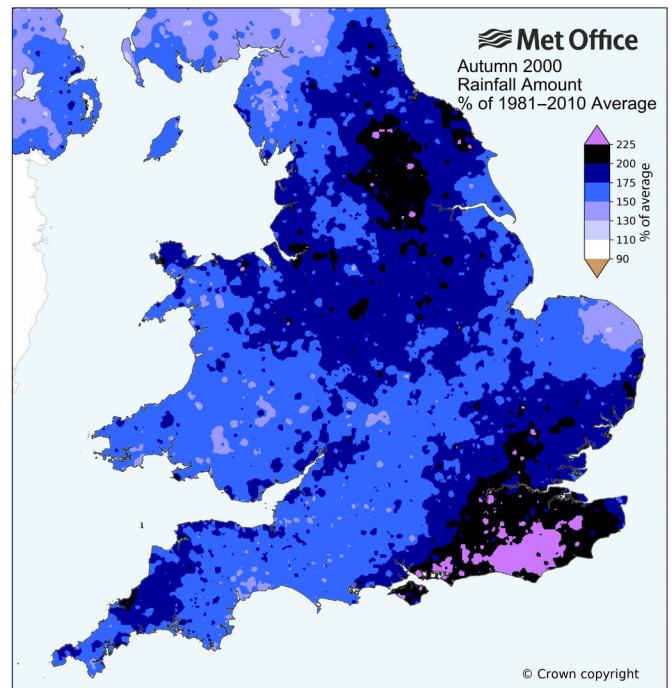 Met Office
Autumn 2000
Rainfall Amount
% of 1981–2010 Average
225
200
175
150
130
110
90
% of average
© Crown copyright